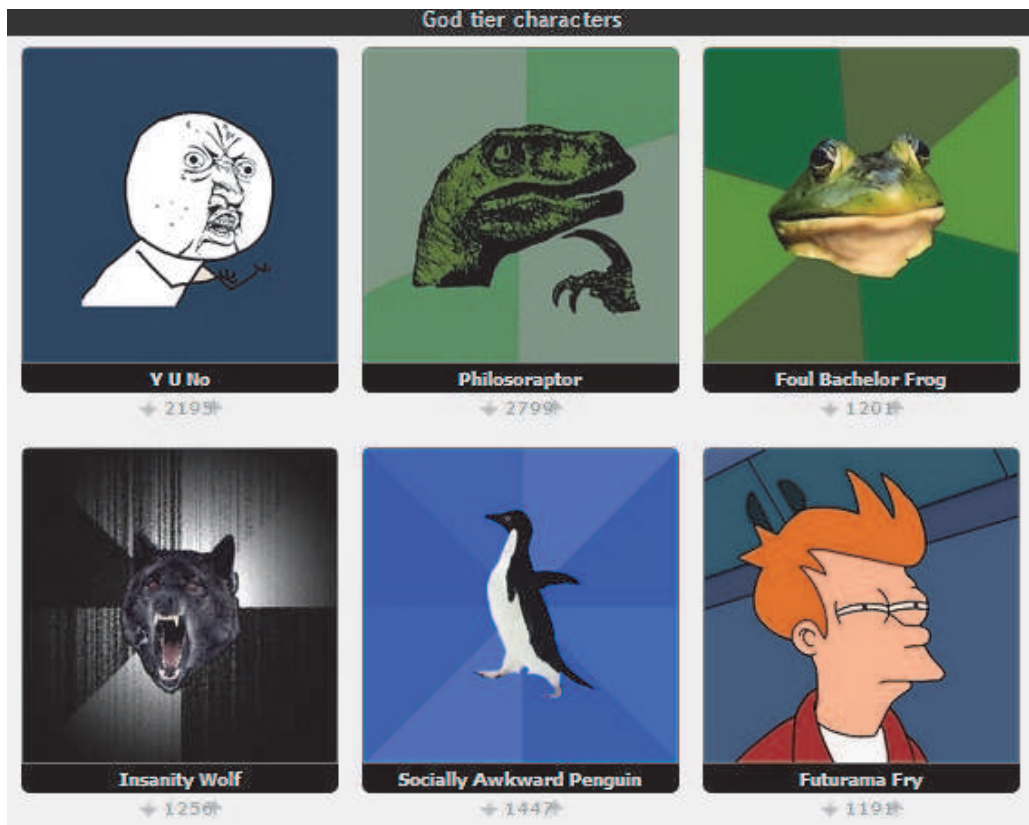 God tier characters
Y U No
Philosoraptor
Foul Bachelor Frog
2195
2799
1201
Insanity Wolf
Socially Awkward Penguin
Futurama Fry
1256
1447
1191